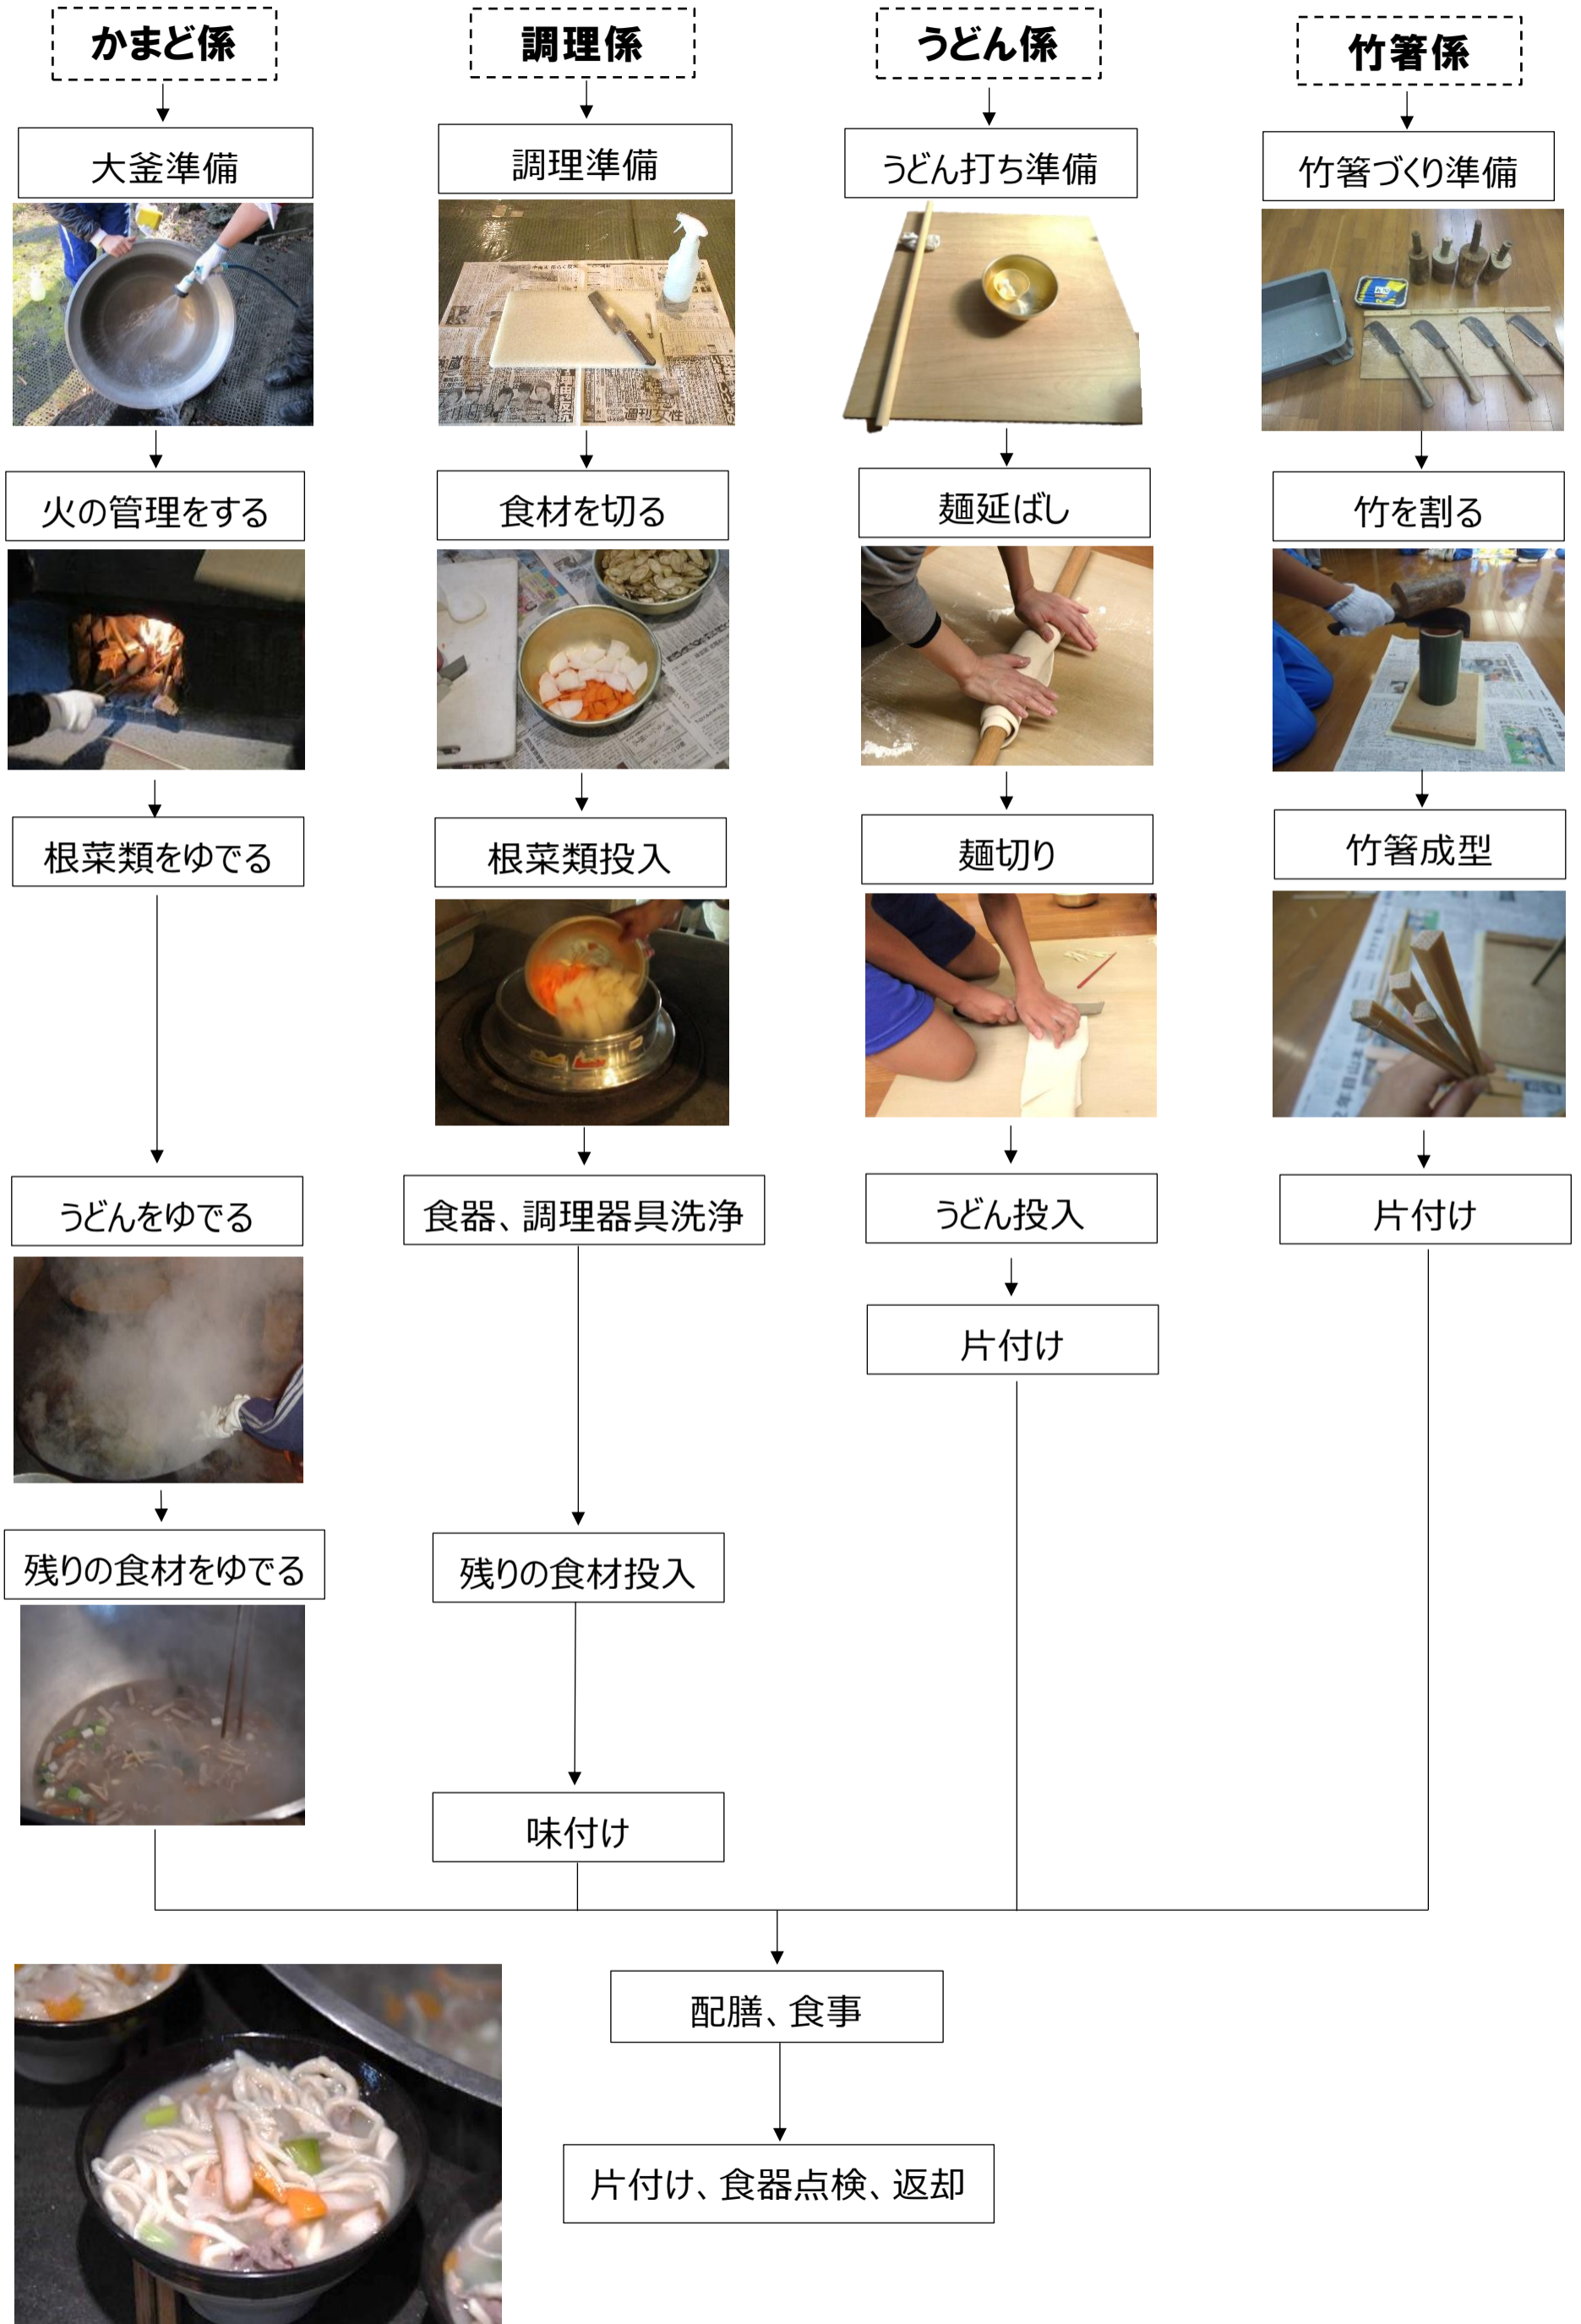 かまど係
調理係
うどん係
竹箸係
大釜準備
調理準備
うどん打ち準備
竹箸づくり準備
火の管理をする
食材を切る
麺延ばし
竹を割る
根菜類をゆでる
根菜類投入
麺切り
竹箸成型
うどんをゆでる
食器、調理器具洗浄
うどん投入
片付け
片付け
残りの食材をゆでる
残りの食材投入
味付け
配膳、食事
片付け、食器点検、返却
週刊女性